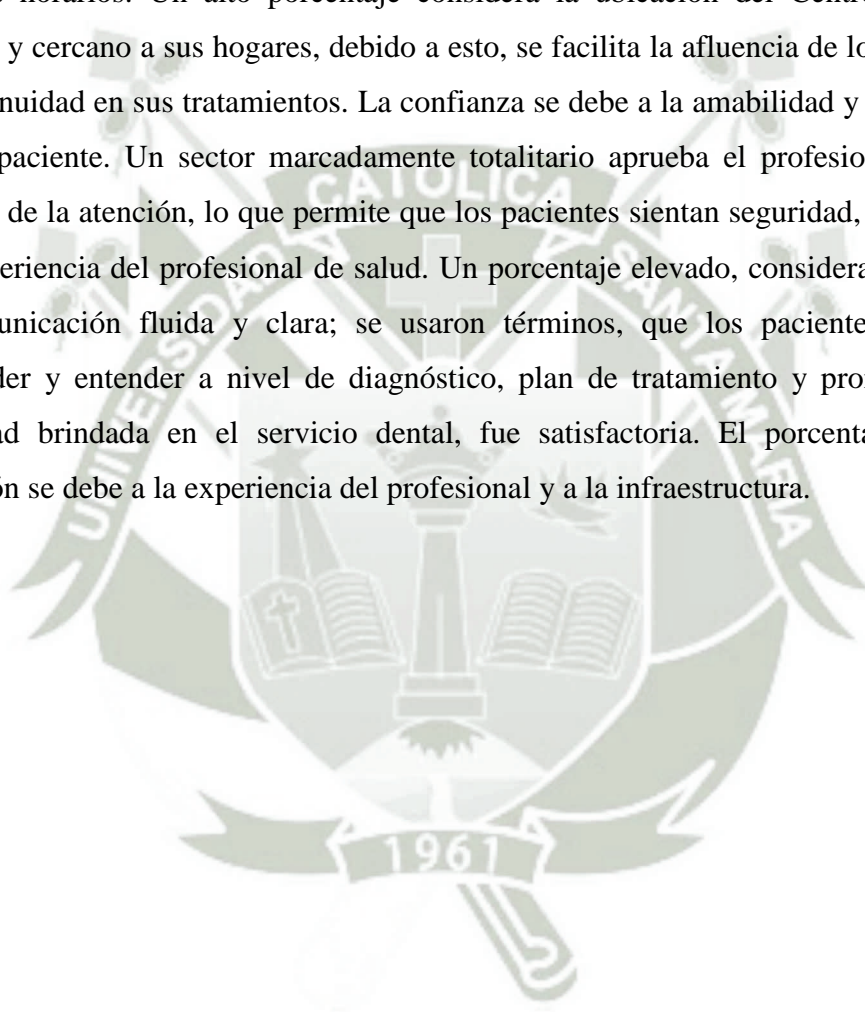 horarios. Un alto porcentaje considera la ubicación del Centr
y cercano a sus hogares, debido a esto, se facilita la afluencia de lo
nuidad en sus tratamientos. La confianza se debe a la amabilidad y
paciente. Un sector marcadamente totalitario aprueba el profesio
de la atención, lo que permite que los pacientes sientan seguridad,
eriencia del profesional de salud. Un porcentaje elevado, considera
unicación fluida y clara; se usaron términos, que los paciente
der y entender a nivel de diagnóstico, plan de tratamiento y pro
ad brindada en el servicio dental, fue satisfactoria. El porcenta
ón se debe a la experiencia del profesional y a la infraestructura.
UNIVERSIDAD CATOLICA SANTA MARIA
1961